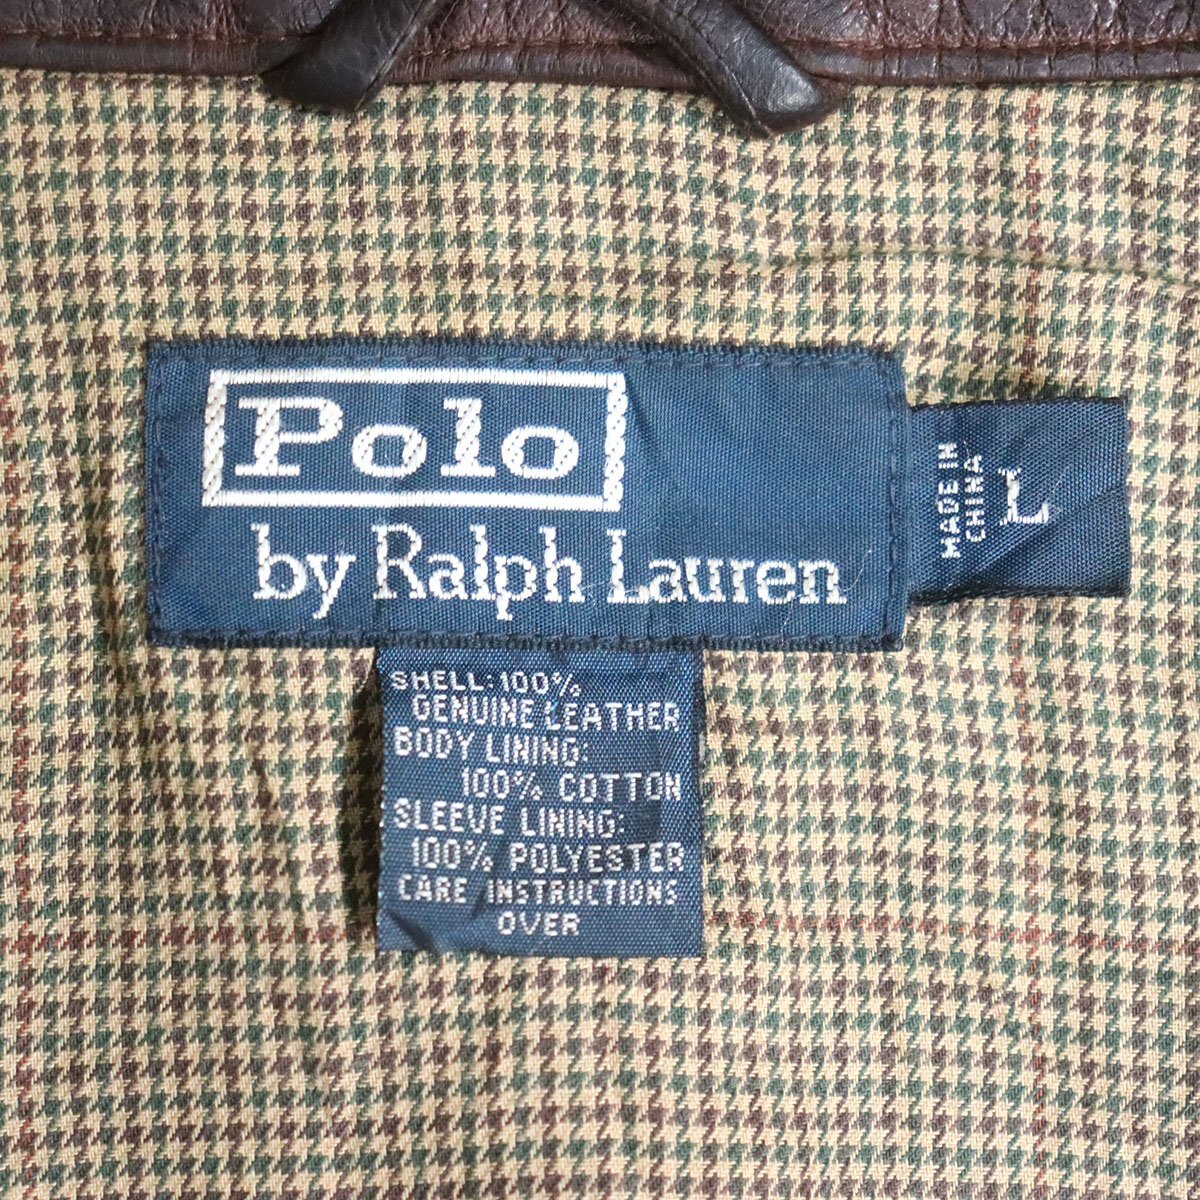 Polo
by Ralph Lauren
MADE IN
CHINA
L
SHELL: 100%
GENUINE LEATHER
BODY LINING:
100% COTTON
SLEEVE LINING:
100% POLYESTER
CARE INSTRUCTIONS
OVER